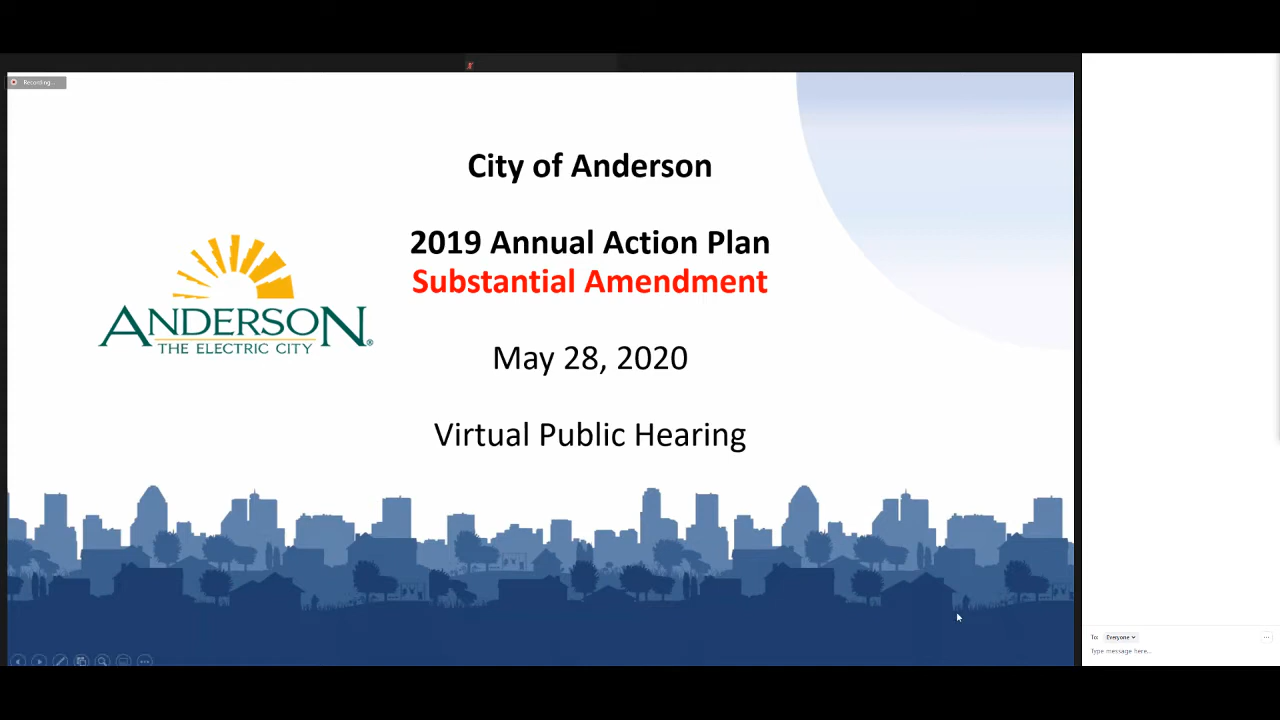 Recording...
City of Anderson
2019 Annual Action Plan
Substantial Amendment
ANDERSON®
THE ELECTRIC CITY
May 28, 2020
Virtual Public Hearing
To: Everyone
Type message here...